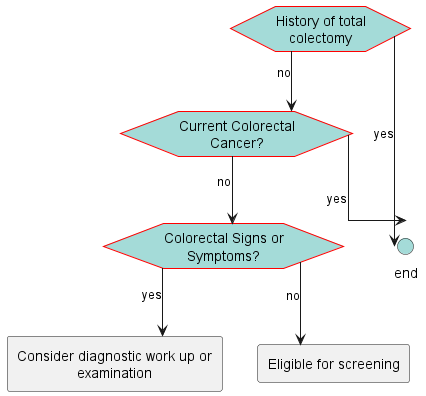 History of total
colectomy
no
yes
Current Colorectal
Cancer?
no
yes
Colorectal Signs or
Symptoms?
end
yes
no
Consider diagnostic work up or
examination
Eligible for screening